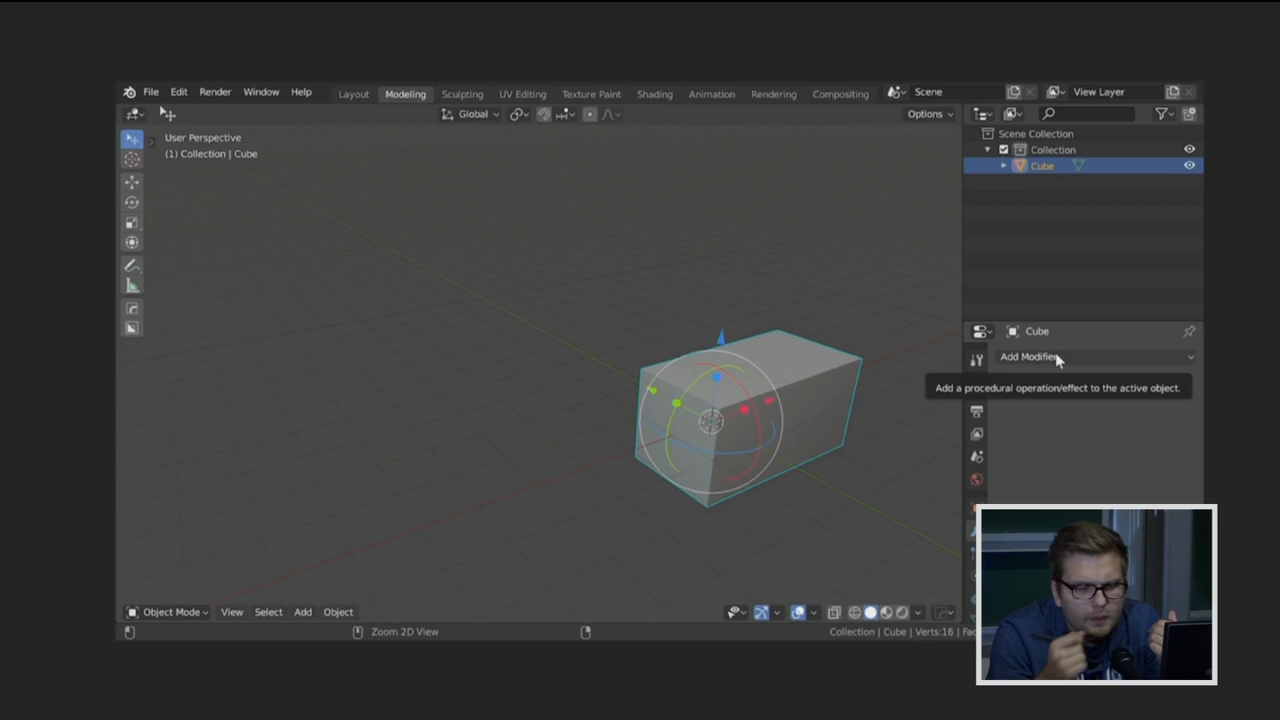 File Edit Render Window Help Layout Modeling Sculpting UV Editing Texture Paint Shading Animation Rendering Compositing Scene View Layer
Global Options
User Perspective
(1) Collection | Cube
Scene Collection
Collection
Cube
Cube
Add Modifier
Add a procedural operation/effect to the active object.
Object Mode View Select Add Object
Zoom 2D View Collection | Cube | Verts:16 |